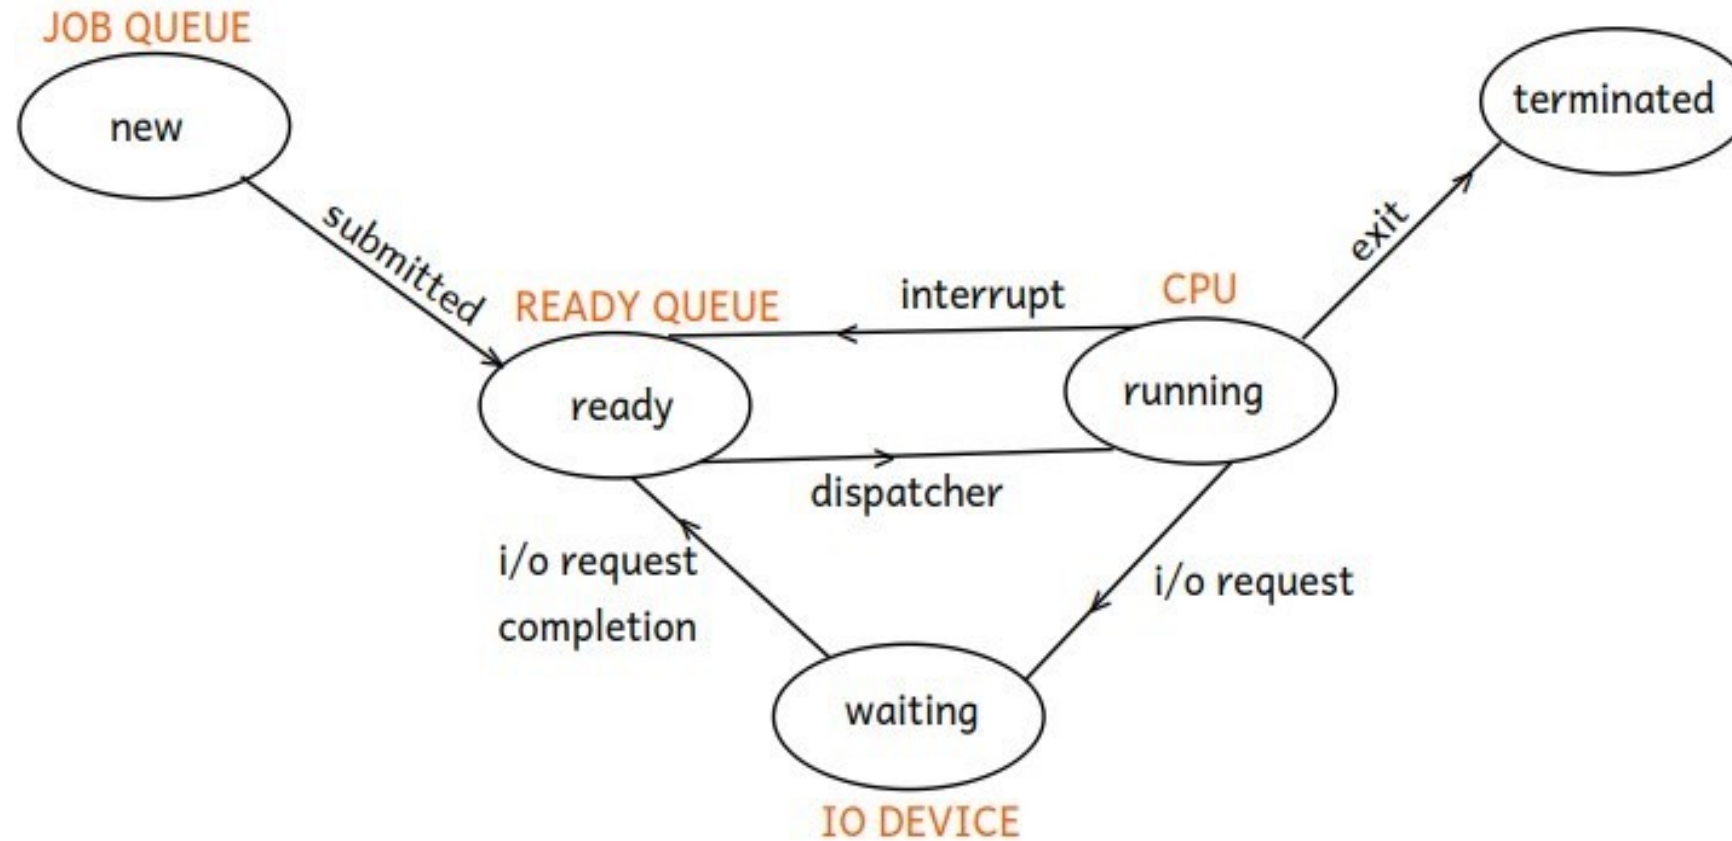 JOB QUEUE
new
terminated
submitted
exit
READY QUEUE
interrupt
CPU
ready
running
dispatcher
i/o request
completion
i/o request
waiting
IO DEVICE